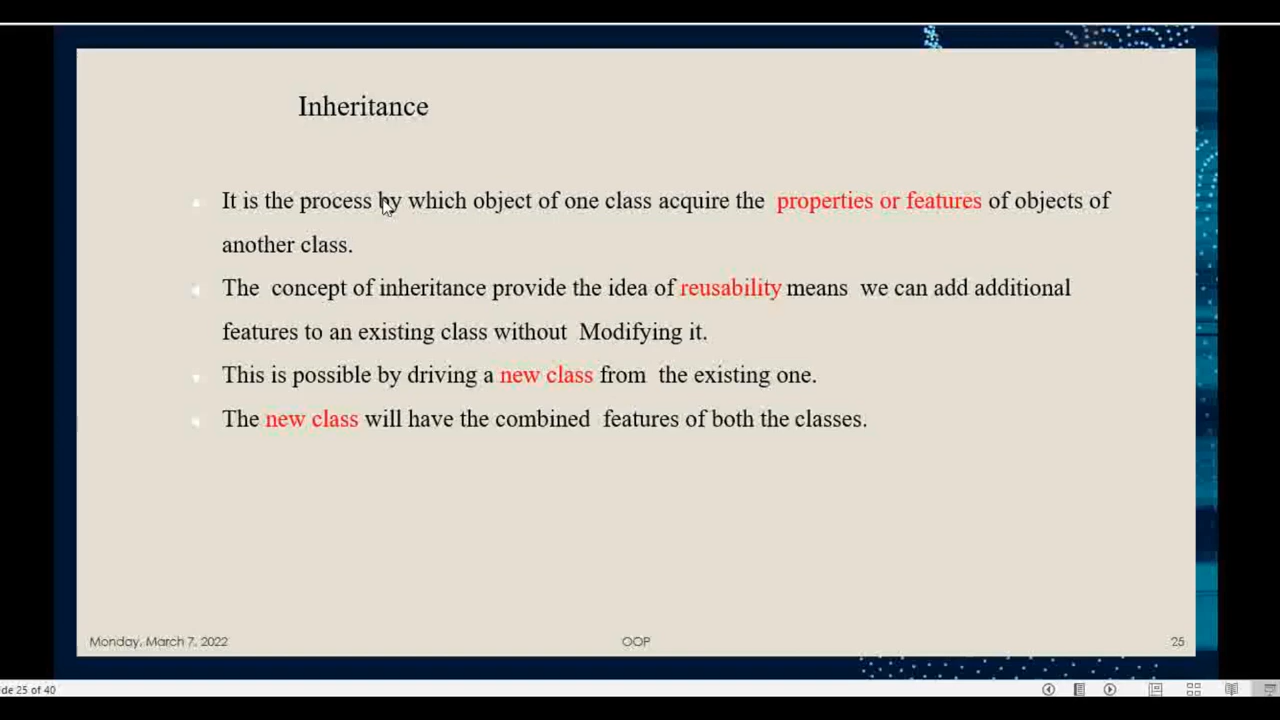 Inheritance
It is the process by which object of one class acquire the properties or features of objects of
another class.
The concept of inheritance provide the idea of reusability means we can add additional
features to an existing class without Modifying it.
This is possible by driving a new class from the existing one.
The new class will have the combined features of both the classes.
Monday, March 7, 2022 OOP 25
de 25 of 40